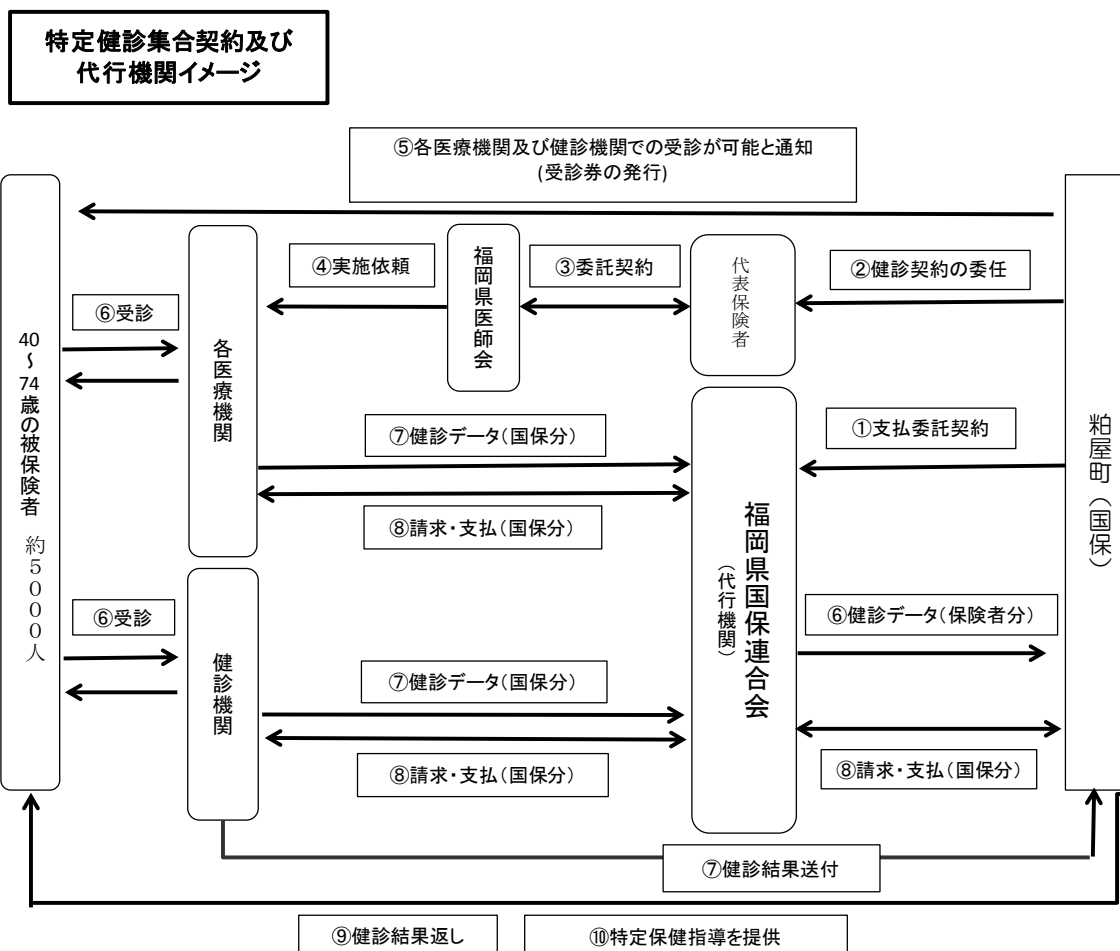 特定健診集合契約及び
代行機関イメージ
⑤各医療機関及び健診機関での受診が可能と通知
(受診券の発行)
④実施依頼
福岡県医師会
③委託契約
代表保険者
②健診契約の委任
⑥受診
40～74歳の被保険者 約5000人
各医療機関
⑦健診データ(国保分)
⑧請求・支払(国保分)
①支払委託契約
粕屋町(国保)
福岡県国保連合会
(代行機関)
⑥受診
健診機関
⑦健診データ(国保分)
⑧請求・支払(国保分)
⑥健診データ(保険者分)
⑧請求・支払(国保分)
⑦健診結果送付
⑨健診結果返し
⑩特定保健指導を提供